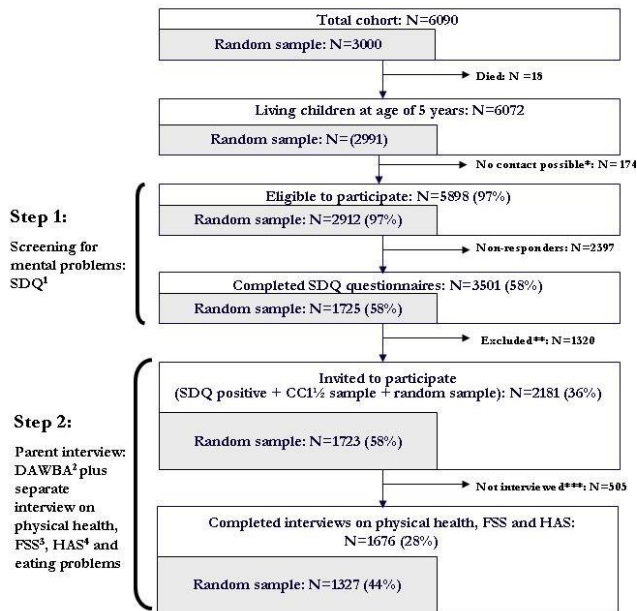 Total cohort: N=6090
Random sample: N=3000
Died: N =18
Living children at age of 5 years: N=6072
Random sample: N=(2991)
No contact possible*: N= 174
Step 1:
Screening for
mental problems:
SDQ¹
Eligible to participate: N=5898 (97%)
Random sample: N=2912 (97%)
Non-responders: N=2397
Completed SDQ questionnaires: N=3501 (58%)
Random sample: N=1725 (58%)
Excluded**: N=1320
Step 2:
Parent interview:
DAWBA² plus
separate
interview on
physical health,
FSS³, HAS⁴ and
eating problems
Invited to participate
(SDQ positive + CC1½ sample + random sample): N=2181 (36%)
Random sample: N=1723 (58%)
Not interviewed***: N=505
Completed interviews on physical health, FSS and HAS:
N=1676 (28%)
Random sample: N=1327 (44%)